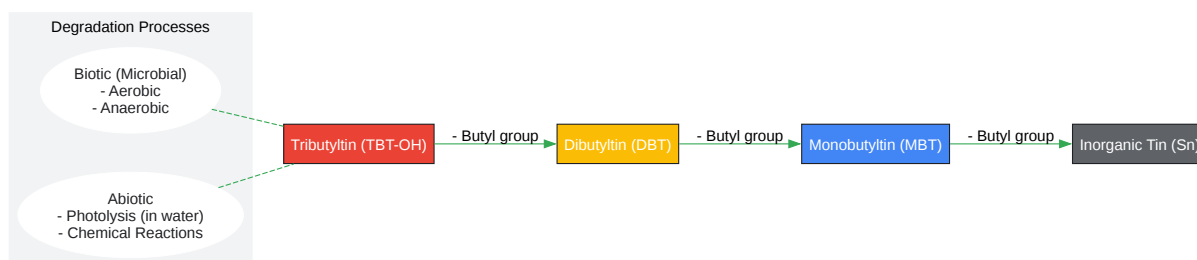 Degradation Processes
Biotic (Microbial)
- Aerobic
- Anaerobic
Abiotic
- Photolysis (in water)
- Chemical Reactions
Tributyltin (TBT-OH)
- Butyl group
Dibutyltin (DBT)
- Butyl group
Monobutyltin (MBT)
- Butyl group
Inorganic Tin (Sn)